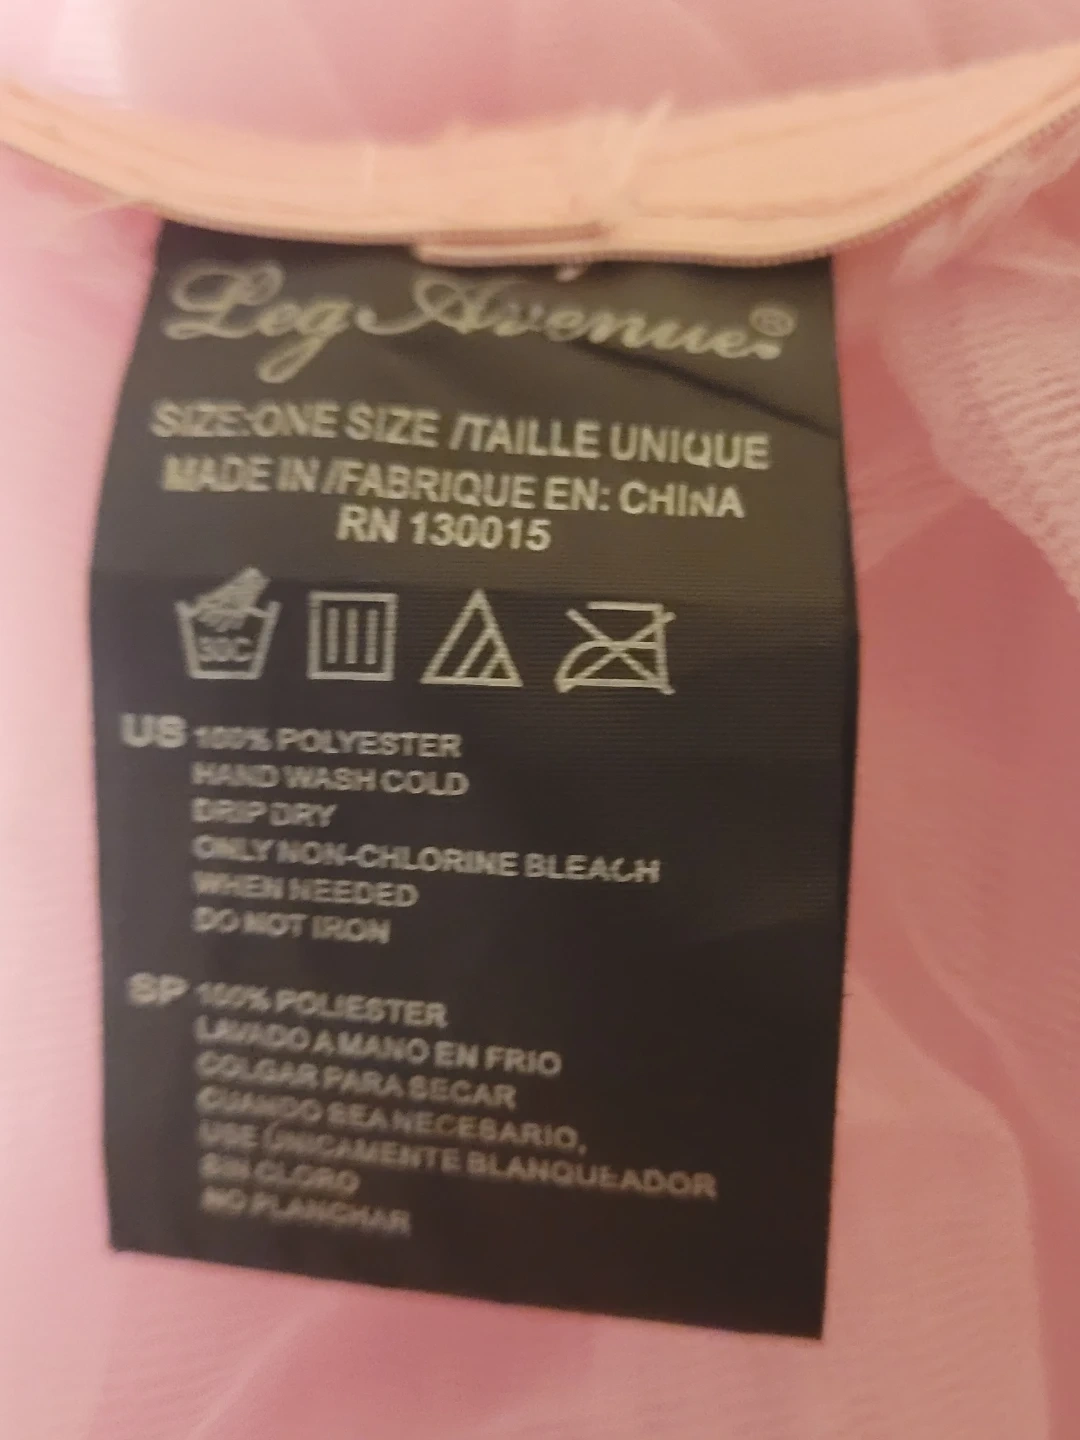 Leg Avenue®
SIZE:ONE SIZE /TAILLE UNIQUE
MADE IN /FABRIQUE EN: CHINA
RN 130015
30C
US 100% POLYESTER
HAND WASH COLD
DRIP DRY
ONLY NON-CHLORINE BLEACH
WHEN NEEDED
DO NOT IRON
SP 100% POLIESTER
LAVADO A MANO EN FRIO
COLGAR PARA SECAR
CUANDO SEA NECESARIO,
USE ÚNICAMENTE BLANQUEADOR
SIN CLORO
NO PLANCHAR